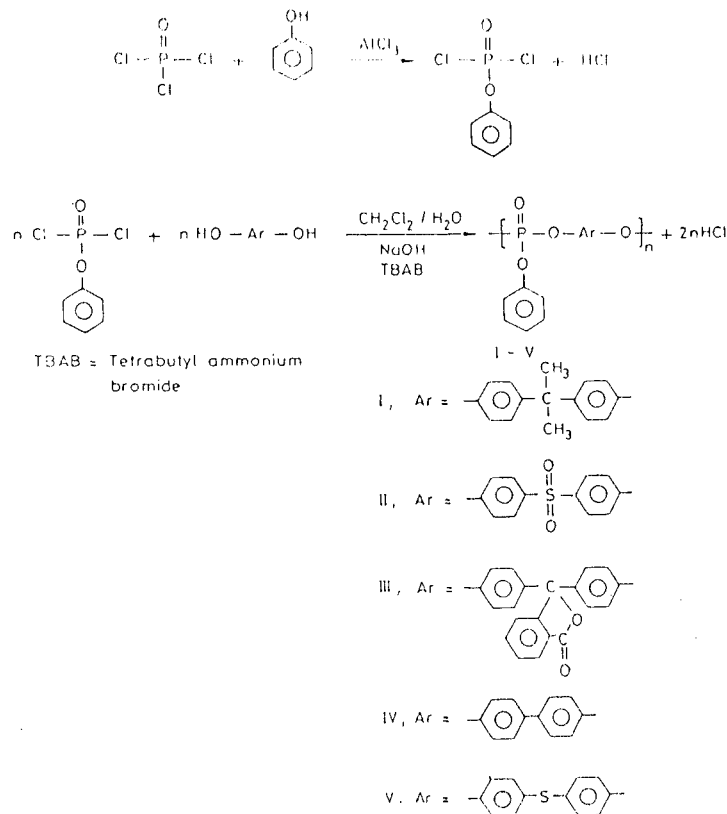 O
OH
Cl — P — Cl + AlCl3 Cl — P — Cl + HCl
Cl
O
O
O
n Cl — P — Cl + n HO — Ar — OH CH2Cl2 / H2O [ P — O — Ar — O ]n + 2nHCl
O
NaOH
TBAB
O
TBAB = Tetrabutyl ammonium
bromide
I - V
CH3
I, Ar = C
CH3
O
II, Ar = S
O
III, Ar = C
O
C
O
IV, Ar =
V. Ar = S